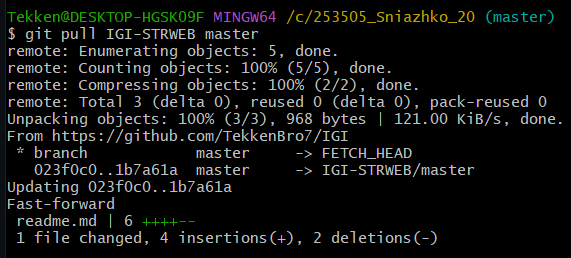 Tekken@DESKTOP-HGSK09F MINGW64 /c/253505_Sniazhko_20 (master)
$ git pull IGI-STRWEB master
remote: Enumerating objects: 5, done.
remote: Counting objects: 100% (5/5), done.
remote: Compressing objects: 100% (2/2), done.
remote: Total 3 (delta 0), reused 0 (delta 0), pack-reused 0
Unpacking objects: 100% (3/3), 968 bytes | 121.00 KiB/s, done.
From https://github.com/TekkenBro7/IGI
 * branch            master     -> FETCH_HEAD
   023f0c0..1b7a61a  master     -> IGI-STRWEB/master
Updating 023f0c0..1b7a61a
Fast-forward
 readme.md | 6 ++++--
 1 file changed, 4 insertions(+), 2 deletions(-)